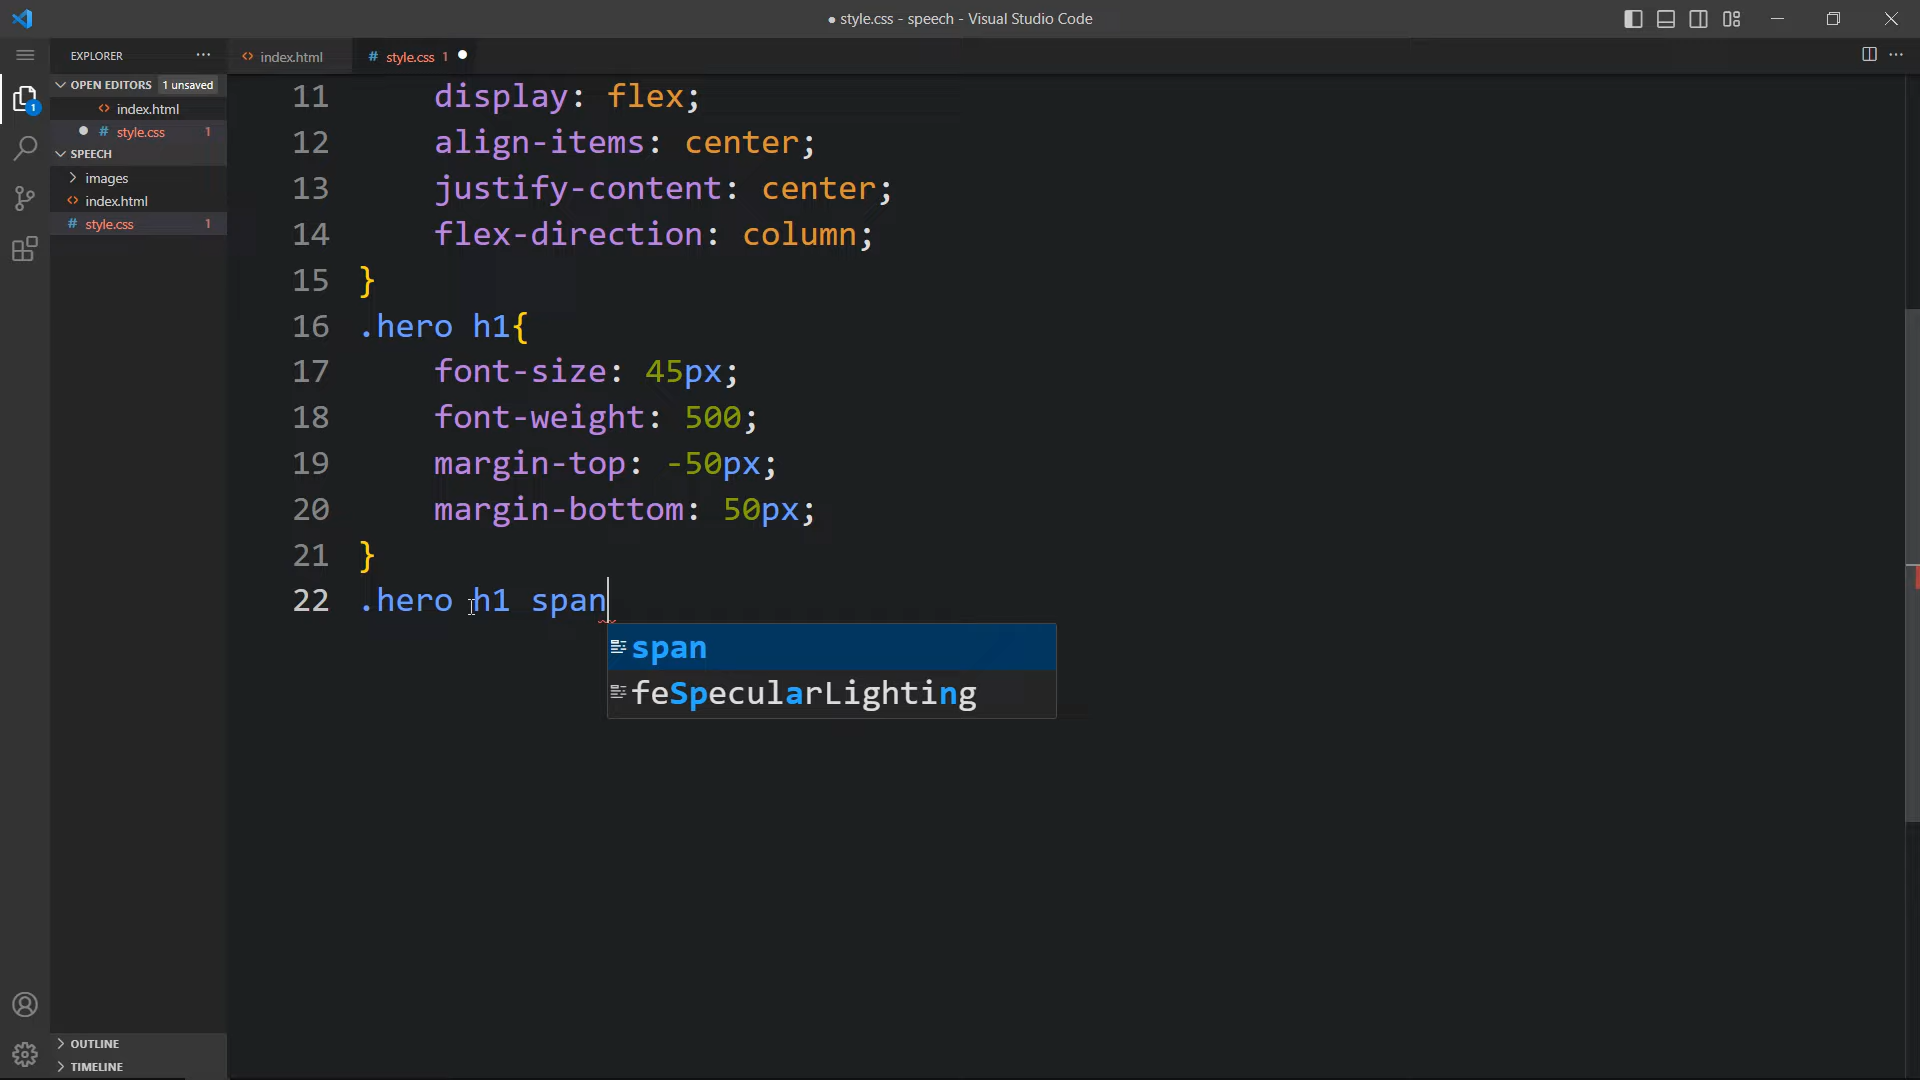 ● style.css - speech - Visual Studio Code
EXPLORER
index.html
# style.css 1 ●
OPEN EDITORS 1 unsaved
index.html
# style.css 1
SPEECH
images
index.html
# style.css 1
1
11 display: flex;
12 align-items: center;
13 justify-content: center;
14 flex-direction: column;
15 }
16 .hero h1{
17 font-size: 45px;
18 font-weight: 500;
19 margin-top: -50px;
20 margin-bottom: 50px;
21 }
22 .hero h1 span
span
feSpecularLighting
OUTLINE
TIMELINE